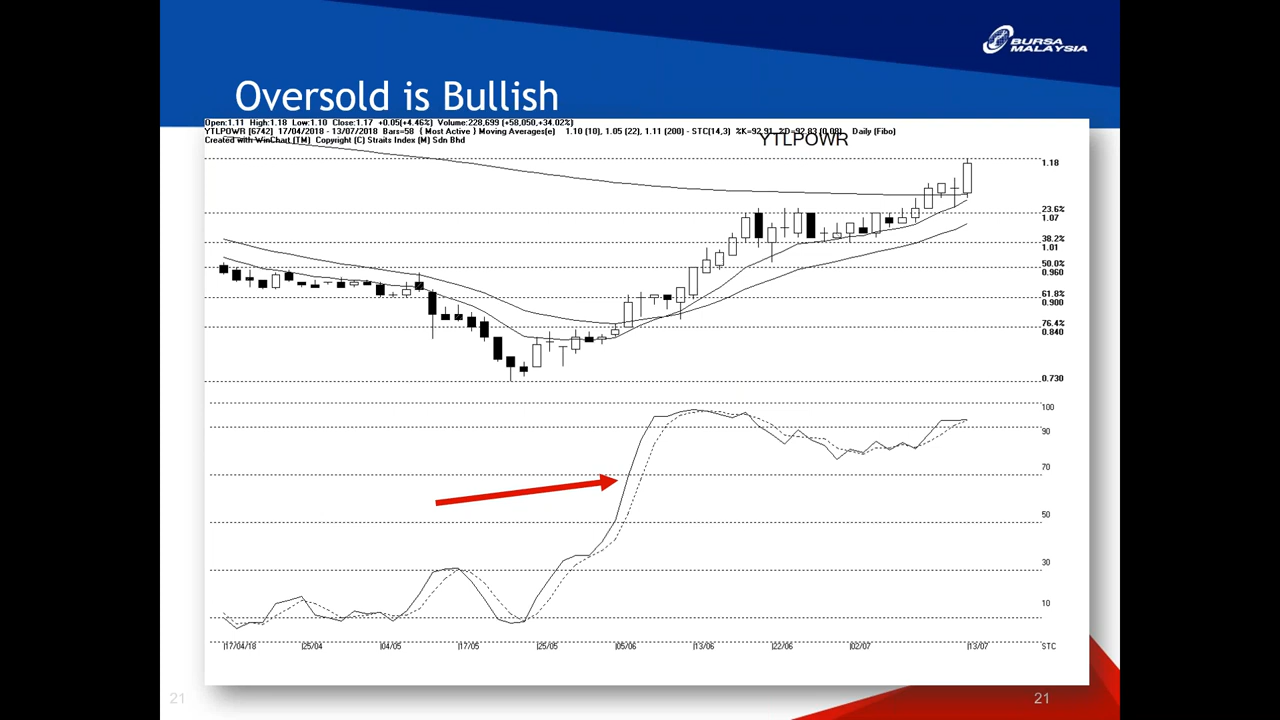 BURSA
MALAYSIA
Oversold is Bullish
Open:1.11 High:1.18 Low:1.10 Close:1.17 +0.05(+4.46%) Volume:228,699 (+58,050,+34.02%)
YTLPOWR [6742] 17/04/2018 - 13/07/2018 Bars=58 { Most Active } Moving Averages(e) 1.10 (10), 1.05 (22), 1.11 (200) - STC(14,3) %K=92.91, %D=92.83 (0.08) Daily (Fibo)
Created with WinChart (TM) Copyright (C) Straits Index (M) Sdn Bhd
YTLPOWR
1.18
23.6%
1.07
38.2%
1.01
50.0%
0.960
61.8%
0.900
76.4%
0.840
0.730
100
90
70
50
30
10
17/04/18 25/04 04/05 17/05 25/05 05/06 13/06 22/06 02/07 13/07 STC
21 21